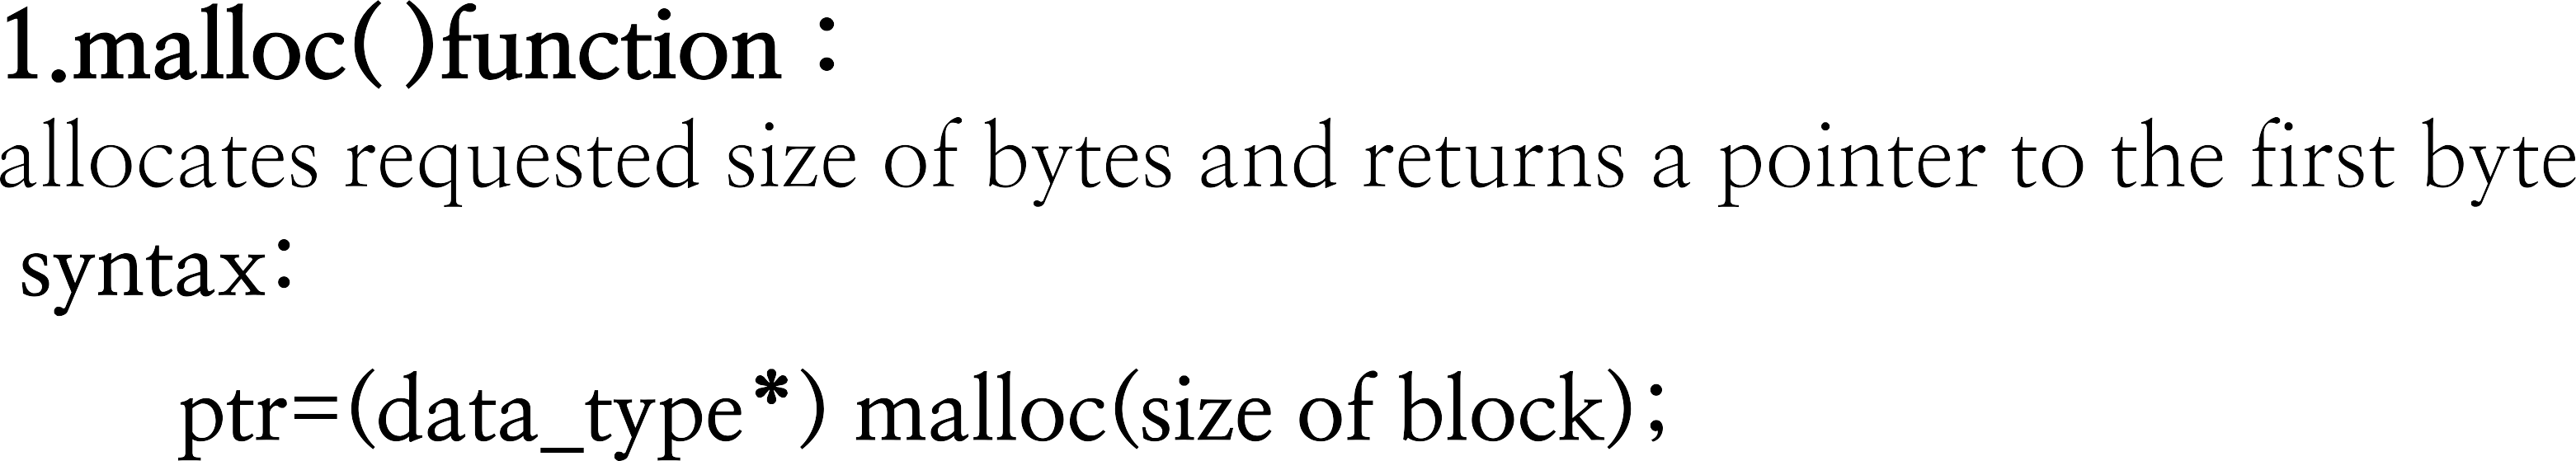 1.malloc( )function :
allocates requested size of bytes and returns a pointer to the first byte
syntax:
ptr=(data_type*) malloc(size of block);